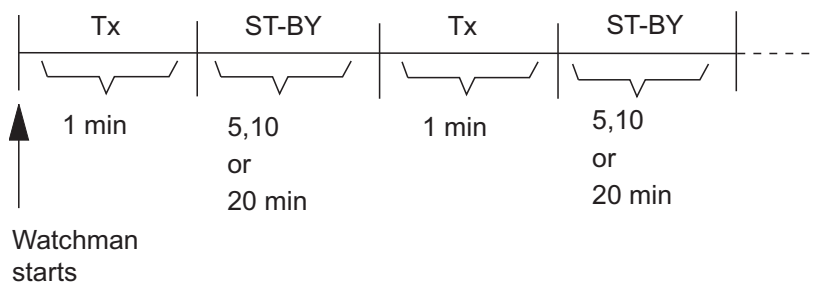 Tx ST-BY Tx ST-BY
1 min 5,10 1 min 5,10
or or
20 min 20 min
Watchman
starts